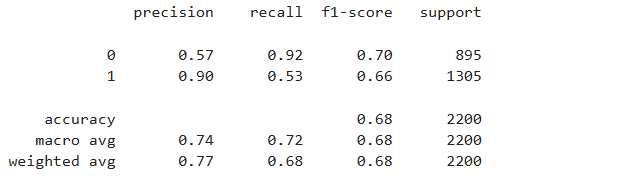 precision recall f1-score support
0 0.57 0.92 0.70 895
1 0.90 0.53 0.66 1305
accuracy 0.68 2200
macro avg 0.74 0.72 0.68 2200
weighted avg 0.77 0.68 0.68 2200